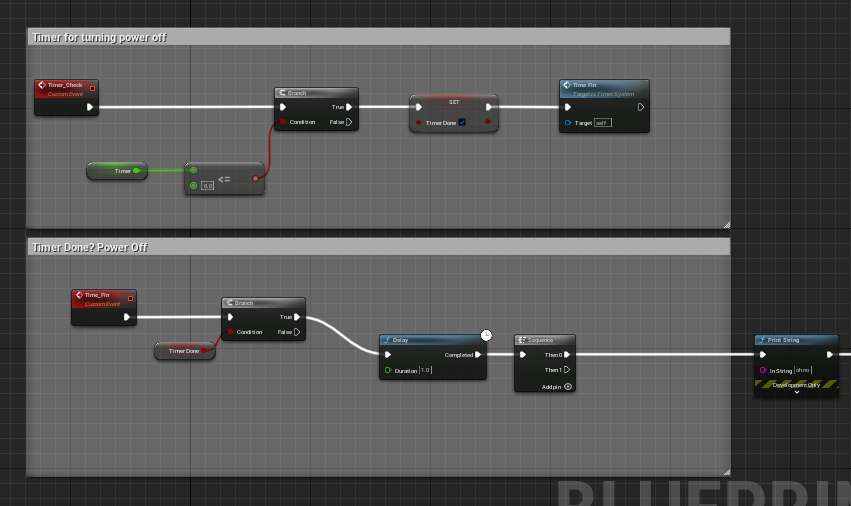 Timer for turning power off
Timer_Check
Custom Event
Branch
True
Condition
False
SET
Timer Done
Time Fin
Target is Timer System
Target self
Timer
0.0
<=
Timer Done? Power Off
Time_Fin
Custom Event
Branch
True
Condition
False
Timer Done
Delay
Completed
Duration 1.0
Sequence
Then 0
Then 1
Add pin
Print String
In String ohno
Development Only
BLUEPRIN